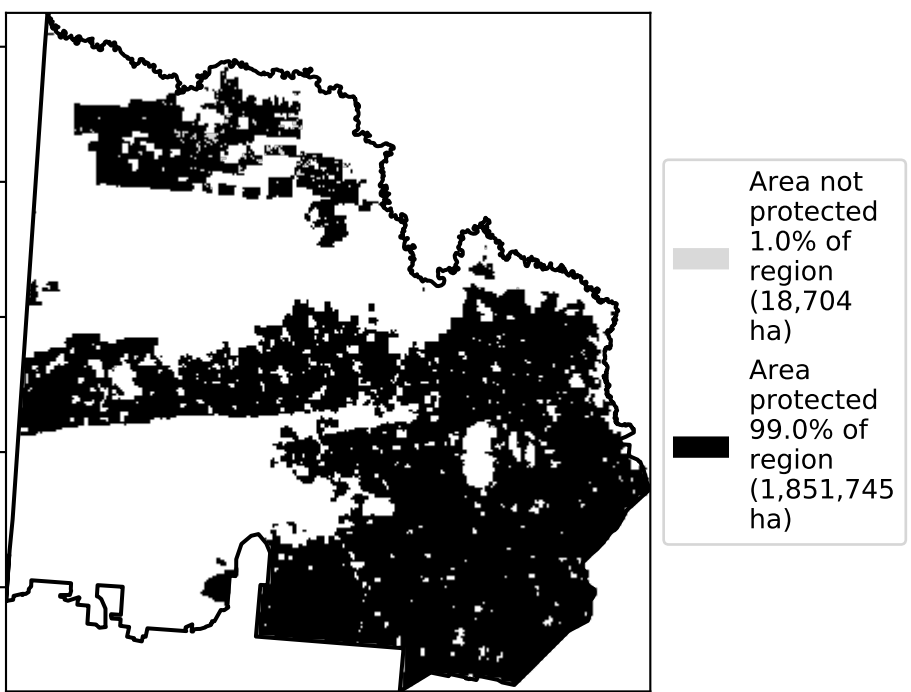 Area not
protected
1.0% of
region
(18,704
ha)
Area
protected
99.0% of
region
(1,851,745
ha)